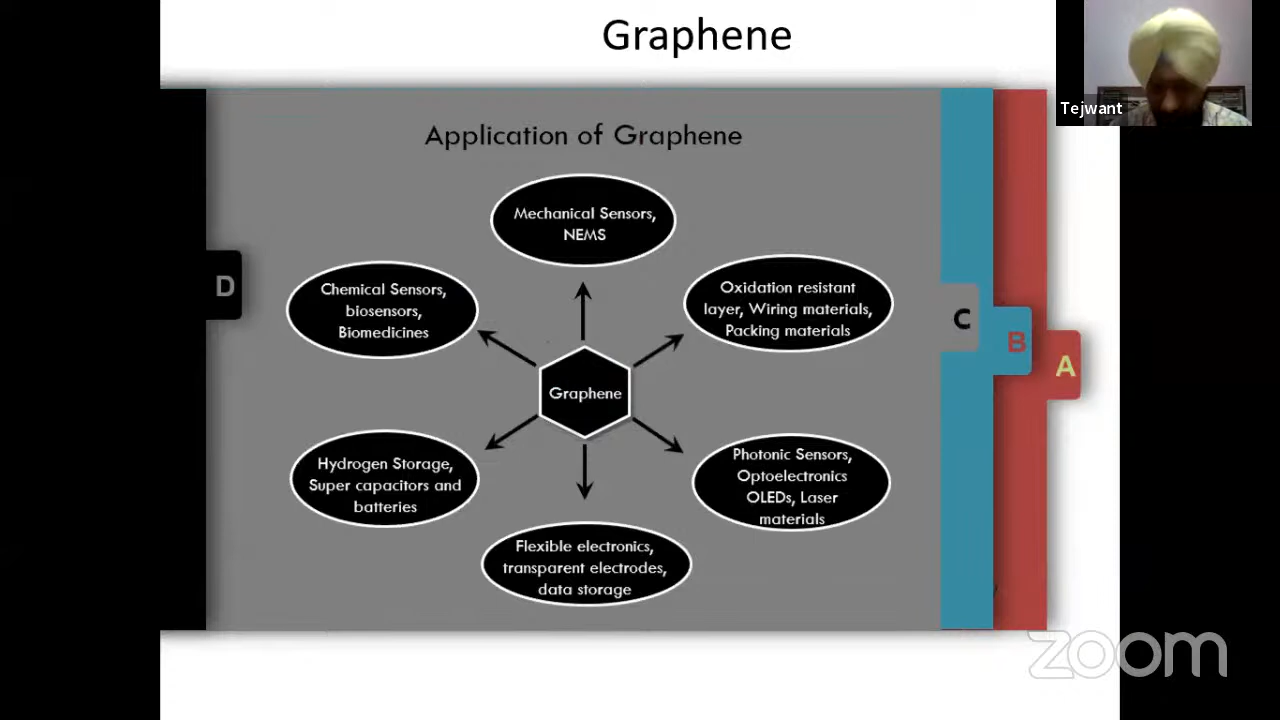 Graphene
Tejwant
Application of Graphene
Mechanical Sensors,
NEMS
Chemical Sensors,
biosensors,
Biomedicines
Oxidation resistant
layer, Wiring materials,
Packing materials
D
C
B
A
Graphene
Hydrogen Storage,
Super capacitors and
batteries
Photonic Sensors,
Optoelectronics
OLEDs, Laser
materials
Flexible electronics,
transparent electrodes,
data storage
zoom